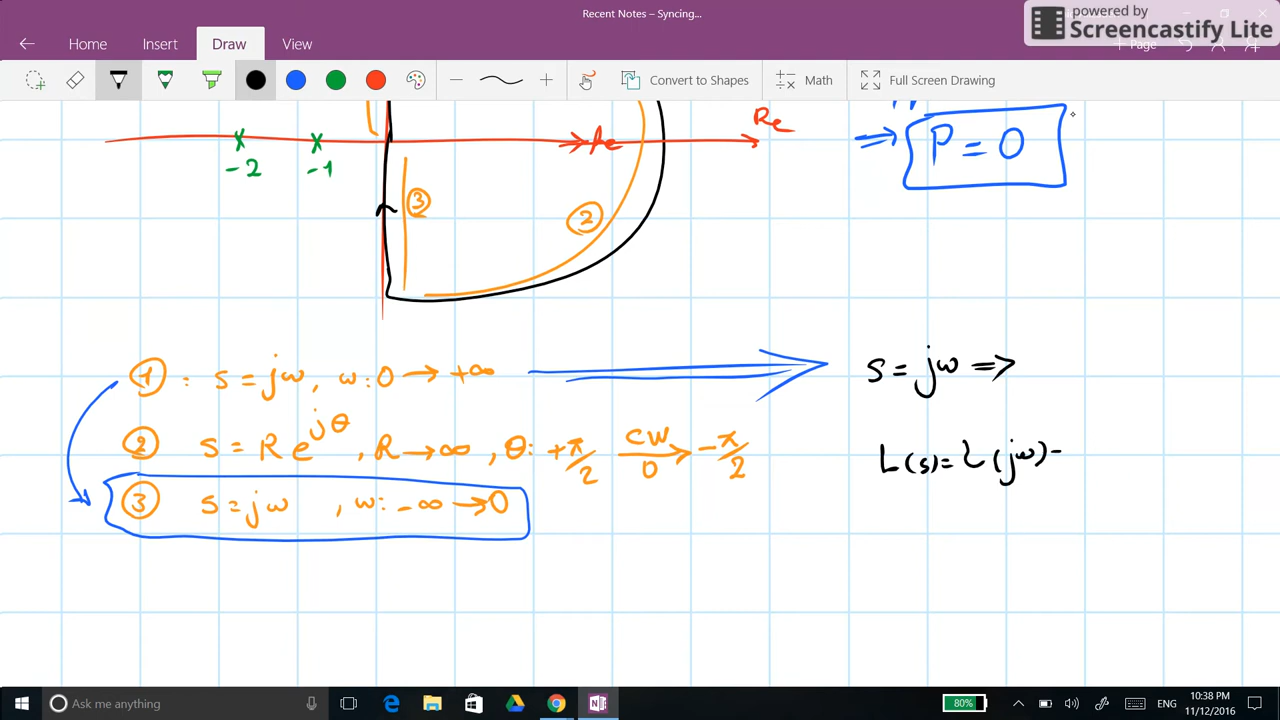 Recent Notes – Syncing...
powered by
Screencastify Lite
Home Insert Draw View
+ Page
Convert to Shapes
Math
Full Screen Drawing
Re
⇒ P = 0
-2 -1
③
②
① : s = jω, ω: 0 → +∞
s = jω ⇒
② s = R e^{jθ}, R → ∞, θ: +π/2 CW→0 -π/2
L(s) = L(jω) =
③ s = jω , ω: -∞ → 0
Ask me anything
80%
ENG
10:38 PM
11/12/2016